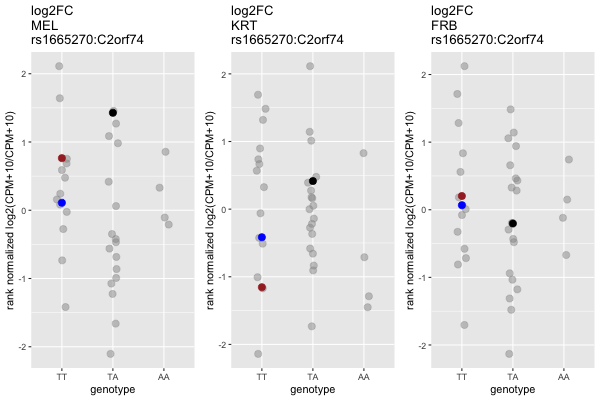 log2FC
MEL
rs1665270:C2orf74
rank normalized log2(CPM+10/CPM+10)
2
1
0
-1
-2
TT
TA
AA
genotype
log2FC
KRT
rs1665270:C2orf74
rank normalized log2(CPM+10/CPM+10)
2
1
0
-1
-2
TT
TA
AA
genotype
log2FC
FRB
rs1665270:C2orf74
rank normalized log2(CPM+10/CPM+10)
2
1
0
-1
-2
TT
TA
AA
genotype